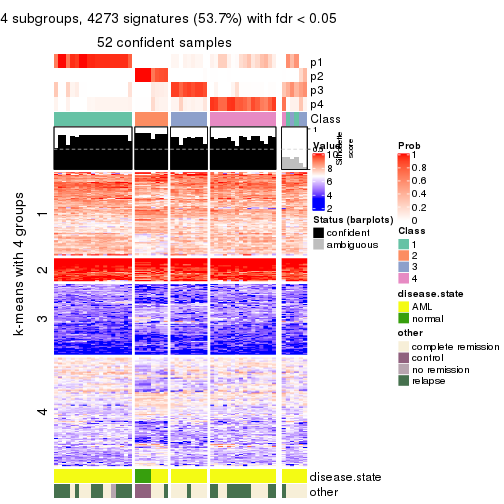 4 subgroups, 4273 signatures (53.7%) with fdr < 0.05
52 confident samples
p1
p2
p3
p4
Class
1
0.5
0
Silhouette
score
k-means with 4 groups
1
2
3
4
disease.state
other
Value
10
8
6
4
2
Status (barplots)
confident
ambiguous
Prob
1
0.8
0.6
0.4
0.2
0
Class
1
2
3
4
disease.state
AML
normal
other
complete remission
control
no remission
relapse